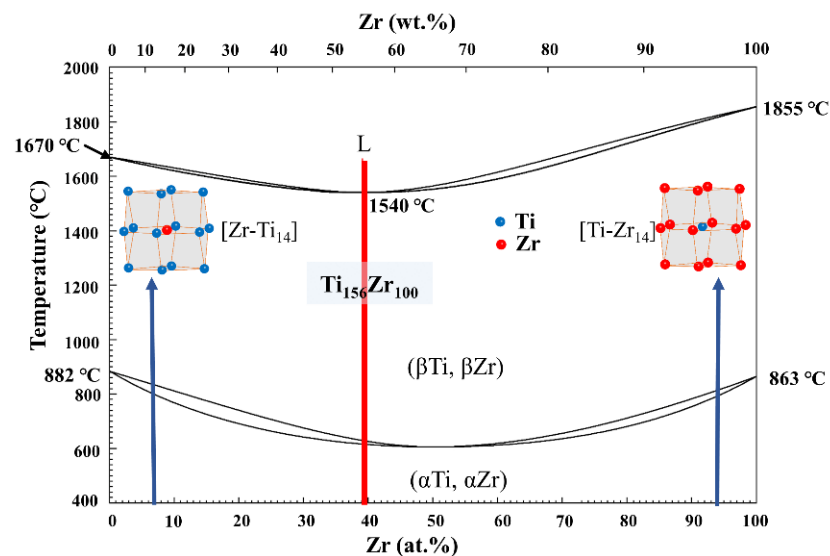 Zr (wt.%)
0 10 20 30 40 50 60 70 80 90 100
2000
1800
1600
1400
1200
1000
800
600
400
Temperature (℃)
1670 ℃
L
1855 ℃
1540 ℃
[Zr-Ti₁₄]
Ti
Zr
[Ti-Zr₁₄]
Ti₁₅₆Zr₁₀₀
882 ℃
(βTi, βZr)
863 ℃
(αTi, αZr)
0 10 20 30 40 50 60 70 80 90 100
Zr (at.%)